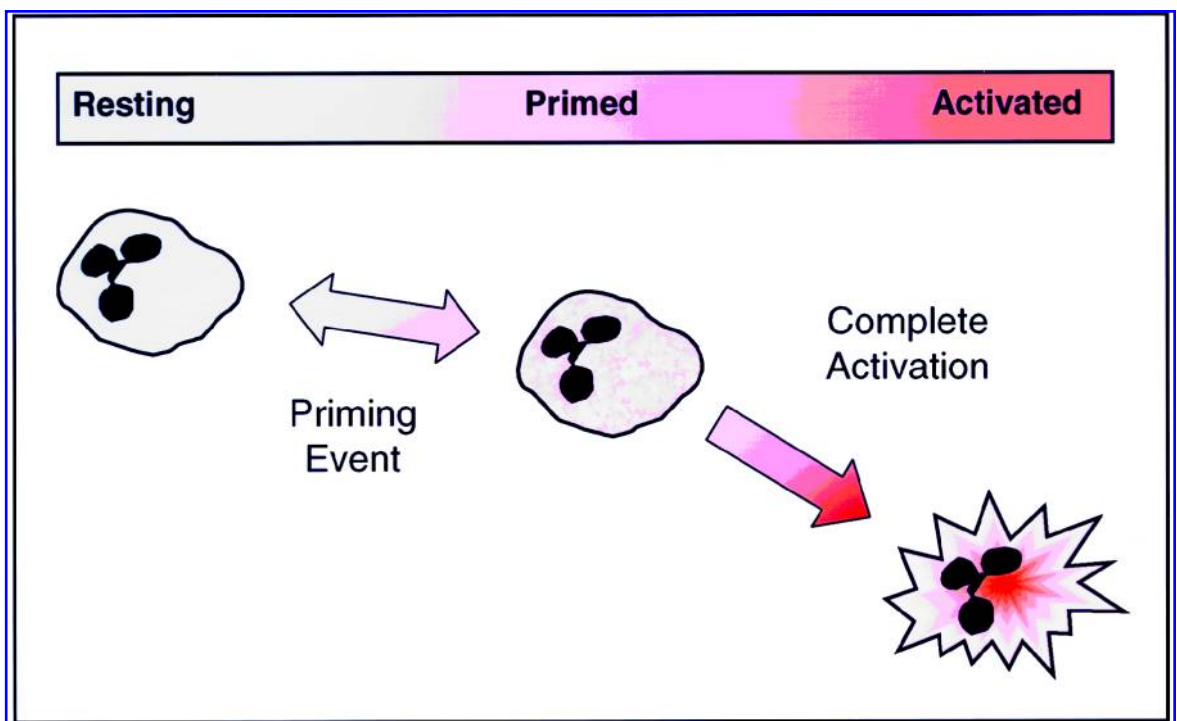 Resting Primed Activated
Complete
Activation
Priming
Event